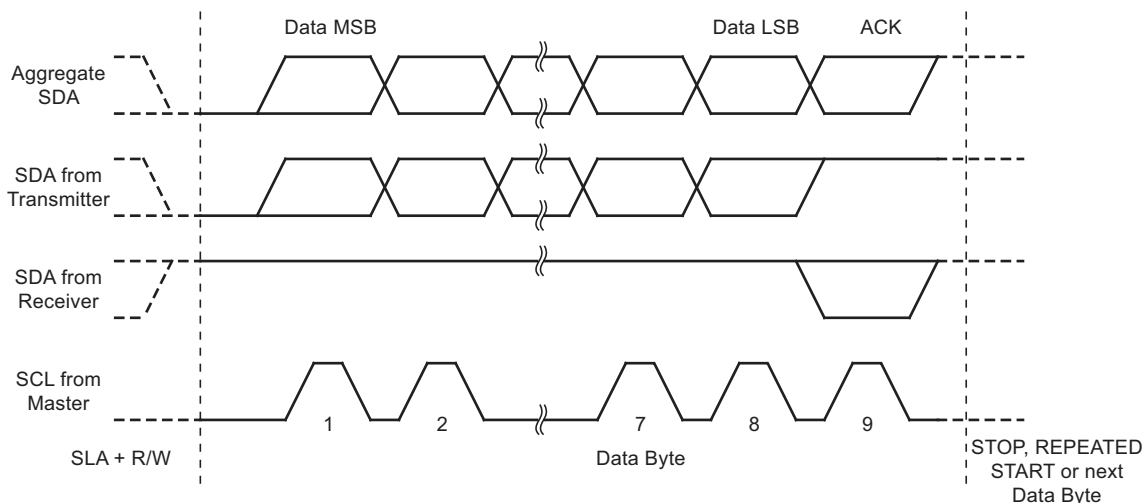 Data MSB
Data LSB
ACK
Aggregate
SDA
SDA from
Transmitter
SDA from
Receiver
SCL from
Master
1
2
7
8
9
SLA + R/W
Data Byte
STOP, REPEATED
START or next
Data Byte